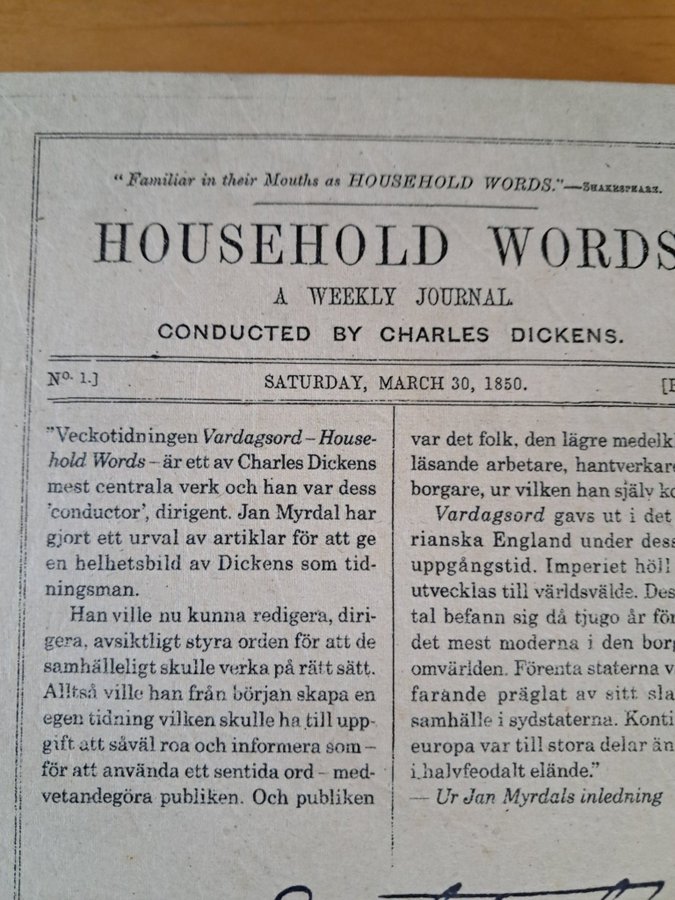 "Familiar in their Mouths as HOUSEHOLD WORDS."—SHAKESPEARE.
HOUSEHOLD WORDS
A WEEKLY JOURNAL
CONDUCTED BY CHARLES DICKENS.
No. 1.]
SATURDAY, MARCH 30, 1850.
"Veckotidningen Vardagsord – House-
hold Words – är ett av Charles Dickens
mest centrala verk och han var dess
'conductor', dirigent. Jan Myrdal har
gjort ett urval av artiklar för att ge
en helhetsbild av Dickens som tid-
ningsman.
Han ville nu kunna redigera, diri-
gera, avsiktligt styra orden för att de
samhälleligt skulle verka på rätt sätt.
Alltså ville han från början skapa en
egen tidning vilken skulle ha till upp-
gift att såväl roa och informera som –
för att använda ett sentida ord – med-
vetandegöra publiken. Och publiken
var det folk, den lägre medelk
läsande arbetare, hantverkare
borgare, ur vilken han själv ko
Vardagsord gavs ut i det
rianska England under dess
uppgångstid. Imperiet höll
utvecklas till världsvälde. Des
tal befann sig då tjugo år för
det mest moderna i den borg
omvärlden. Förenta staterna v
farande präglat av sitt sla
samhälle i sydstaterna. Konti
europa var till stora delar än
i halvfeodalt elände."
— Ur Jan Myrdals inledning